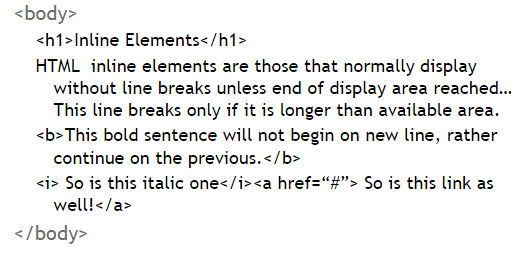 <body>
<h1>Inline Elements</h1>
HTML  inline elements are those that normally display
without line breaks unless end of display area reached…
This line breaks only if it is longer than available area.
<b>This bold sentence will not begin on new line, rather
continue on the previous.</b>
<i> So is this italic one</i><a href=“#”> So is this link as
well!</a>
</body>